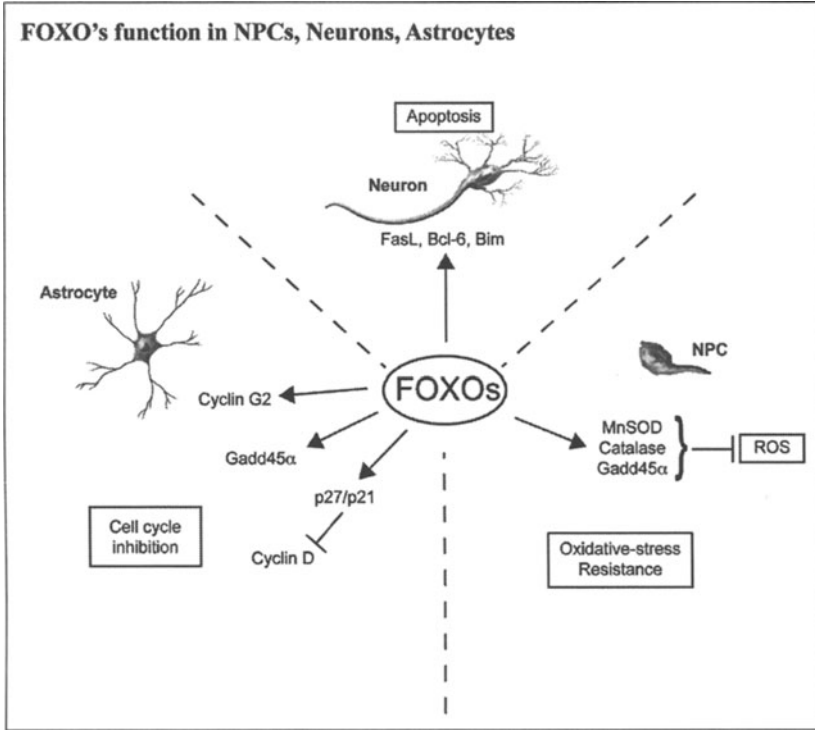 FOXO's function in NPCs, Neurons, Astrocytes
Apoptosis
Neuron
FasL, Bcl-6, Bim
Astrocyte
NPC
FOXOs
Cyclin G2
Gadd45α
p27/p21
Cyclin D
Cell cycle
inhibition
MnSOD
Catalase
Gadd45α
ROS
Oxidative-stress
Resistance